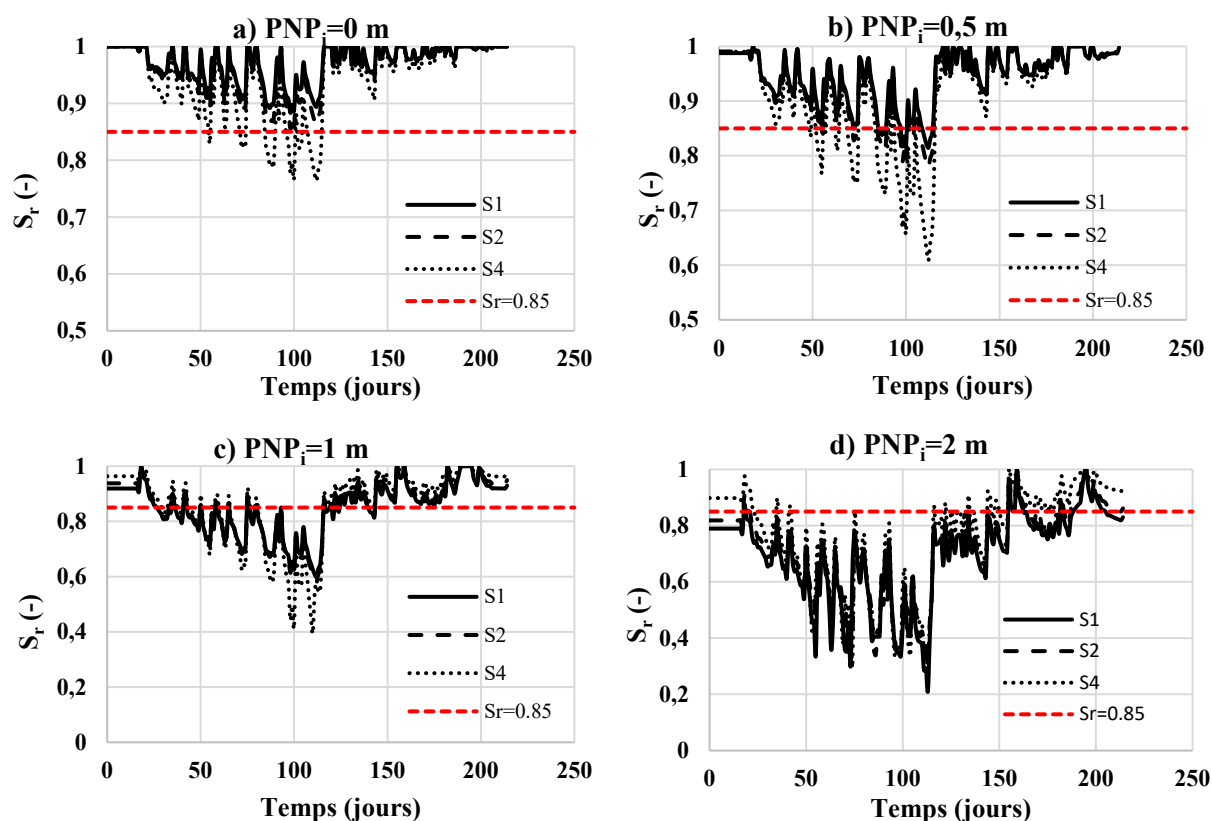 a) PNPi=0 m
1
0,9
0,8
0,7
0,6
0,5
Sr (-)
S1
S2
S4
Sr=0.85
0 50 100 150 200 250
Temps (jours)
b) PNPi=0,5 m
1
0,9
0,8
0,7
0,6
0,5
Sr (-)
S1
S2
S4
Sr=0.85
0 50 100 150 200 250
Temps (jours)
c) PNPi=1 m
1
0,8
0,6
0,4
0,2
0
Sr (-)
S1
S2
S4
Sr=0.85
0 50 100 150 200 250
Temps (jours)
d) PNPi=2 m
1
0,8
0,6
0,4
0,2
0
Sr (-)
S1
S2
S4
Sr=0.85
0 50 100 150 200 250
Temps (jours)